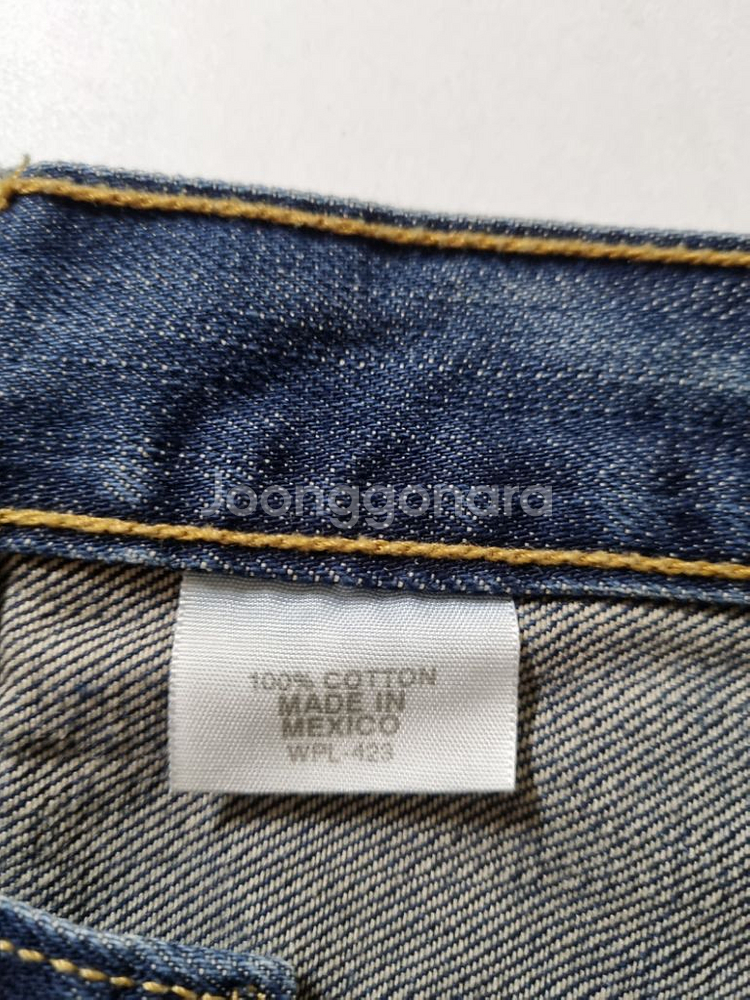 Joonggonara
100% COTTON
MADE IN
MEXICO
WPL-423